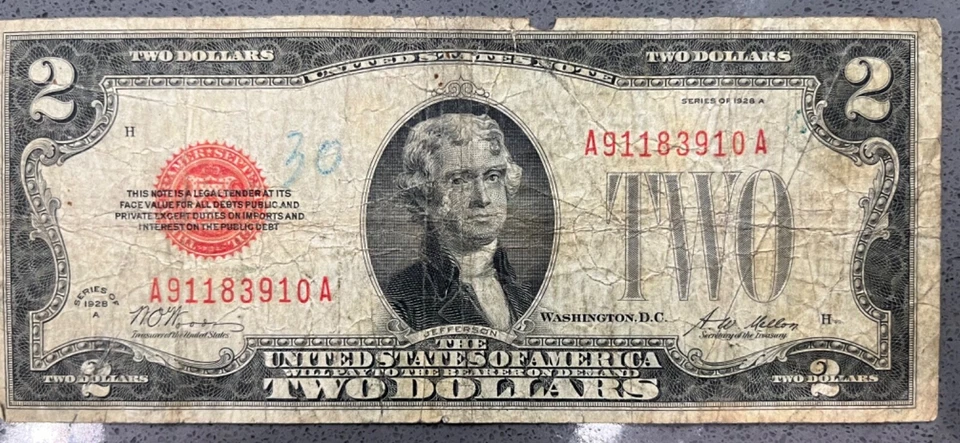 TWO DOLLARS
TWO DOLLARS
2
UNITED STATES NOTE
2
SERIES OF 1928 A
H
30
A91183910A
THIS NOTE IS A LEGAL TENDER AT ITS
FACE VALUE FOR ALL DEBTS PUBLIC AND
PRIVATE EXCEPT DUTIES ON IMPORTS AND
INTEREST ON THE PUBLIC DEBT
TWO
A91183910A
SERIES OF
1928
A
Treasurer of the United States
WASHINGTON, D.C.
A W Mellon
Secretary of the Treasury
H
JEFFERSON
THE
UNITED STATES OF AMERICA
WILL PAY TO THE BEARER ON DEMAND
TWO DOLLARS
TWO 2 DOLLARS
TWO 2 DOLLARS